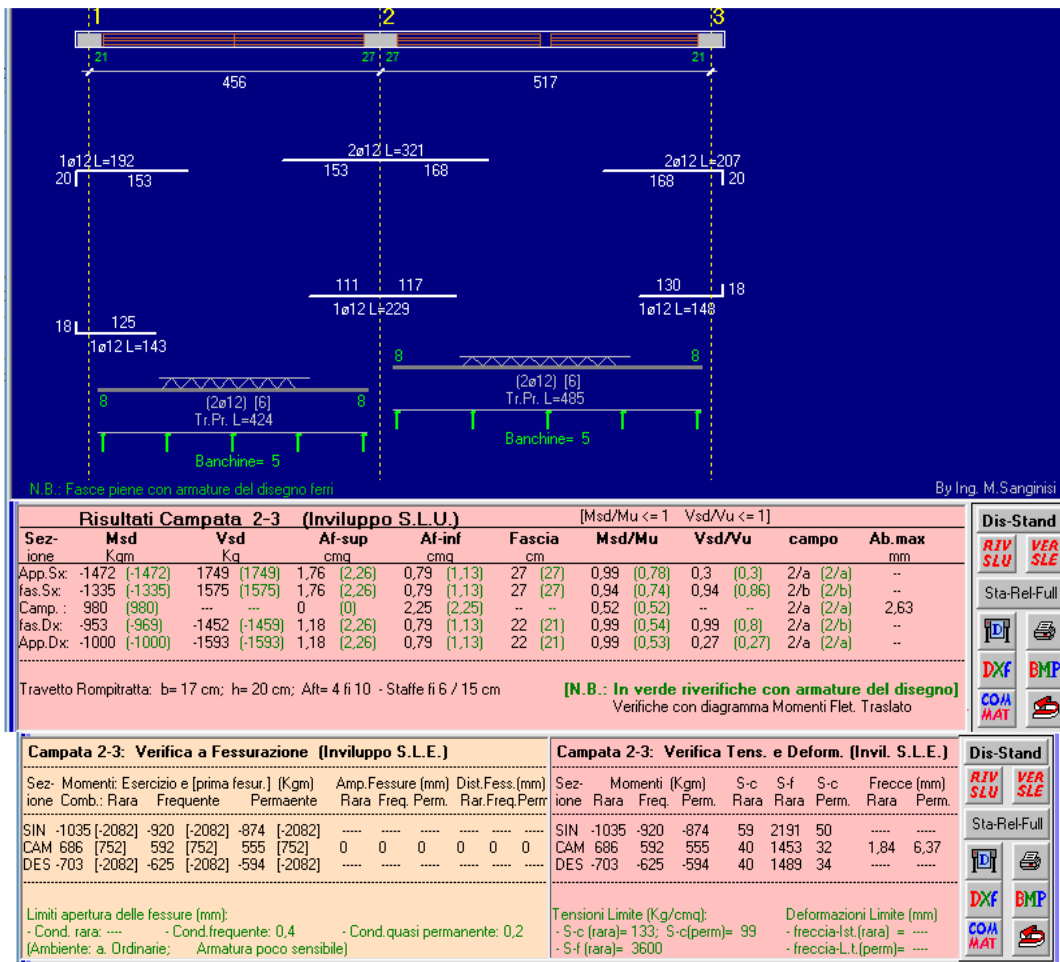 1 2 3
21 27 27 21
456 517
1ø12 L=192
20 153
2ø12 L=321
153 168
2ø12 L=207
168 20
111 117
1ø12 L=229
130 18
1ø12 L=148
18 125
1ø12 L=143
8 8
(2ø12) [6]
Tr.Pr. L=485
Banchine= 5
8 8
(2ø12) [6]
Tr.Pr. L=424
Banchine= 5
N.B.: Fasce piene con armature del disegno ferri
By Ing. M.Sanginisi
Risultati Campata 2-3 (Inviluppo S.L.U.) [Msd/Mu <= 1 Vsd/Vu <= 1]
Sez- Msd Vsd Af-sup Af-inf Fascia Msd/Mu Vsd/Vu campo Ab.max
ione Kgm Kg cmq cmq cm mm
App.Sx: -1472 (-1472) 1749 (1749) 1,76 (2,26) 0,79 (1,13) 27 (27) 0,99 (0,78) 0,3 (0,3) 2/a (2/a) --
fas.Sx: -1335 (-1335) 1575 (1575) 1,76 (2,26) 0,79 (1,13) 27 (27) 0,94 (0,74) 0,94 (0,86) 2/b (2/b) --
Camp. : 980 (980) --- --- 0 (0) 2,25 (2,25) -- -- 0,52 (0,52) -- -- 2/a (2/a) 2,63
fas.Dx: -953 (-969) -1452 (-1459) 1,18 (2,26) 0,79 (1,13) 22 (21) 0,99 (0,54) 0,99 (0,8) 2/a (2/b) --
App.Dx: -1000 (-1000) -1593 (-1593) 1,18 (2,26) 0,79 (1,13) 22 (21) 0,99 (0,53) 0,27 (0,27) 2/a (2/a) --
Travetto Rompitratta: b= 17 cm; h= 20 cm; Aft= 4 fi 10 - Staffe fi 6 / 15 cm
[N.B.: In verde riverifiche con armature del disegno]
Verifiche con diagramma Momenti Flet. Traslato
Dis-Stand
RIV SLU
VER SLE
Sta-Rel-Full
D
DXF
BMP
COM MAT
Campata 2-3: Verifica a Fessurazione (Inviluppo S.L.E.)
Sez- Momenti: Esercizio e [prima fesur.] (Kgm) Amp.Fessure (mm) Dist.Fess.(mm)
ione Comb.: Rara Frequente Permaente Rara Freq. Perm. Rar.Freq.Perm
SIN -1035 [-2082] -920 [-2082] -874 [-2082] ----- ----- ----- ---- ---- ----
CAM 686 [752] 592 [752] 555 [752] 0 0 0 0 0 0
DES -703 [-2082] -625 [-2082] -594 [-2082] ----- ----- ----- ---- ---- ----
Limiti apertura delle fessure (mm):
- Cond. rara: ---- - Cond.frequente: 0,4 - Cond.quasi permanente: 0,2
(Ambiente: a. Ordinarie; Armatura poco sensibile)
Campata 2-3: Verifica Tens. e Deform. (Invil. S.L.E.)
Sez- Momenti (Kgm) S-c S-f S-c Frecce (mm)
ione Rara Freq. Perm. Rara Rara Perm. Rara Perm.
SIN -1035 -920 -874 59 2191 50 ----- -----
CAM 686 592 555 40 1453 32 1,84 6,37
DES -703 -625 -594 40 1489 34 ----- -----
Tensioni Limite (Kg/cmq): Deformazioni Limite (mm)
- S-c (rara)= 133; S-c(perm)= 99 - freccia-Ist.(rara) = ----
- S-f (rara)= 3600 - freccia-L.t.(perm)= ----
Dis-Stand
RIV SLU
VER SLE
Sta-Rel-Full
D
DXF
BMP
COM MAT